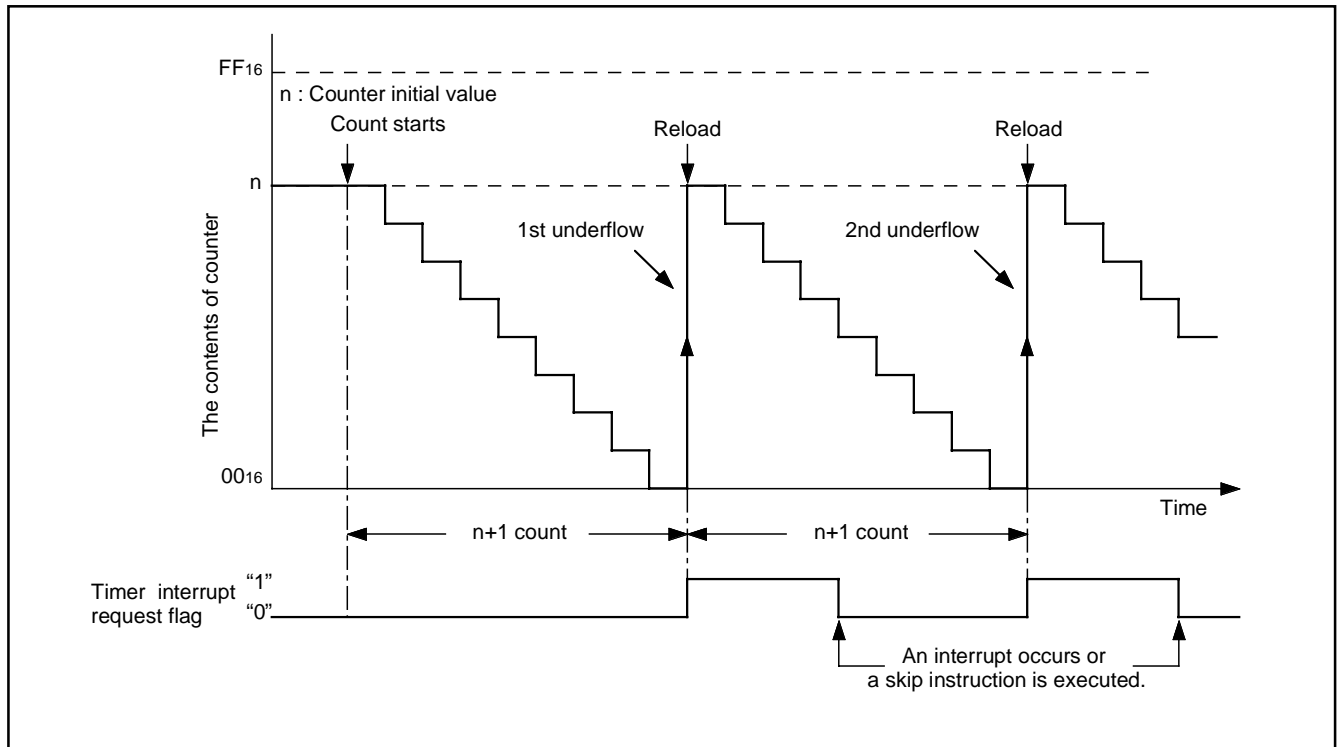 FF16
n : Counter initial value
Count starts
Reload
Reload
n
1st underflow
2nd underflow
The contents of counter
0016
Time
n+1 count
n+1 count
Timer interrupt
request flag
“1”
“0”
An interrupt occurs or
a skip instruction is executed.